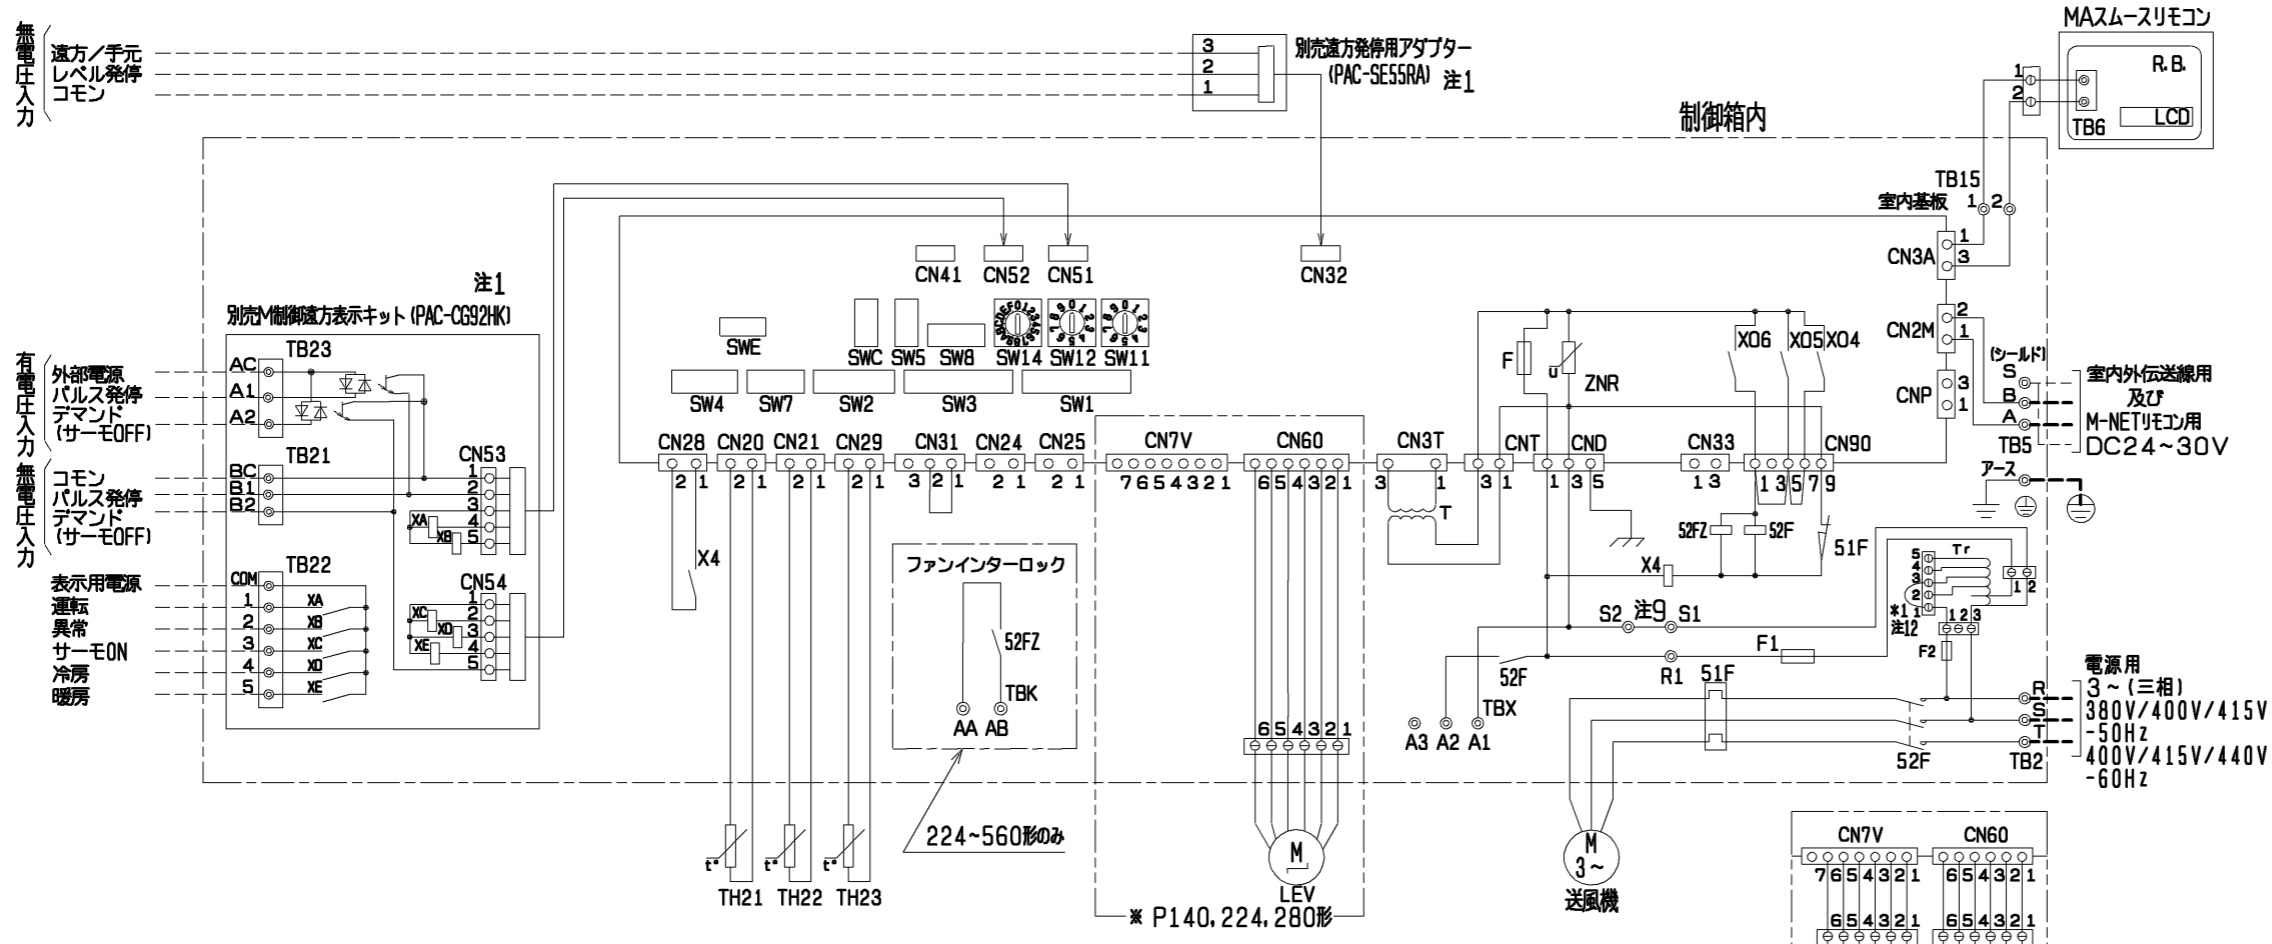 MAスムースリモコン
R.B.
LCD
TB6
1
2
無電圧入力
遠方/手元
レベル発停
コモン
3
2
1
別売遠方発停用アダプター
(PAC-SE55RA) 注1
制御箱内
TB15
室内基板 1 2
CN3A
1
3
CN41 CN52 CN51 CN32
注1
別売M制御遠方表示キット(PAC-CG92HK)
SWE SWC SW5 SW8 SW14 SW12 SW11
SW4 SW7 SW2 SW3 SW1
F
u
ZNR
X06 X05 X04
CN2M
2
1
CNP
3
1
(シールド)
S
B
A
TB5
アース
室内外伝送線用
及び
M-NETリモコン用
DC24~30V
有電圧入力
外部電源
パルス発停
デマンド
(サーモOFF)
AC
A1
A2
TB23
無電圧入力
コモン
パルス発停
デマンド
(サーモOFF)
BC
B1
B2
TB21
CN53
1
2
3
4
5
XA
XB
表示用電源
運転
異常
サーモON
冷房
暖房
COM
1
2
3
4
5
TB22
XA
XB
XC
XD
XE
CN54
1
2
3
4
5
XC
XD
XE
CN28 CN20 CN21 CN29 CN31 CN24 CN25 CN7V CN60 CN3T CNT CND CN33 CN90
2 1 2 1 2 1 2 1 3 2 1 2 1 2 1 7 6 5 4 3 2 1 6 5 4 3 2 1 3 1 3 1 1 3 5 1 3 1 3 5 7 9
X4
T
52FZ 52F
51F
X4
ファンインターロック
52FZ
TBK
AA AB
224~560形のみ
Tr
5
4
3
2
1
1 2
*1
注12
1 2 3
F2
S2 注9 S1
52F
R1
F1
51F
TBX
A3 A2 A1
52F
R
S
T
TB2
電源用
3~(三相)
380V/400V/415V
-50Hz
400V/415V/440V
-60Hz
6 5 4 3 2 1
t°
t°
t°
TH21 TH22 TH23
M
LEV
※ P140,224,280形
M
3~
送風機
CN7V CN60
7 6 5 4 3 2 1 6 5 4 3 2 1
6 5 4 3 2 1 6 5 4 3 2 1